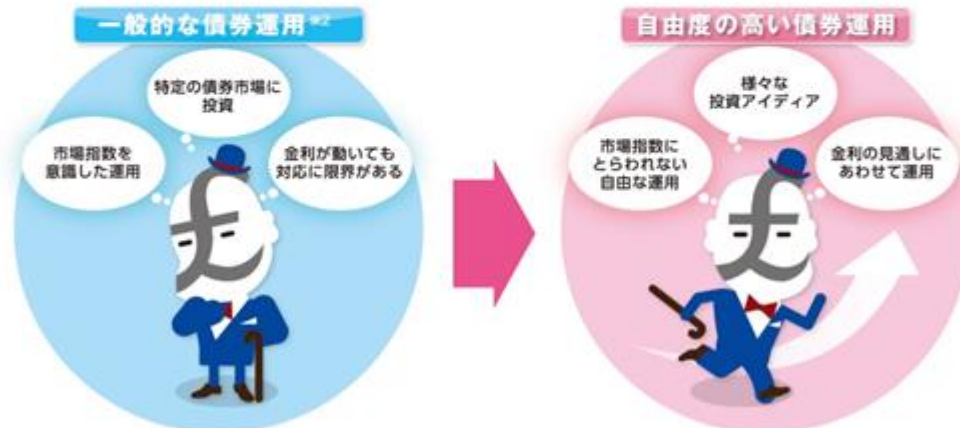 一般的な債券運用※2
特定の債券市場に
投資
市場指数を
意識した運用
金利が動いても
対応に限界がある
自由度の高い債券運用
様々な
投資アイディア
市場指数に
とらわれない
自由な運用
金利の見通しに
あわせて運用
£
£